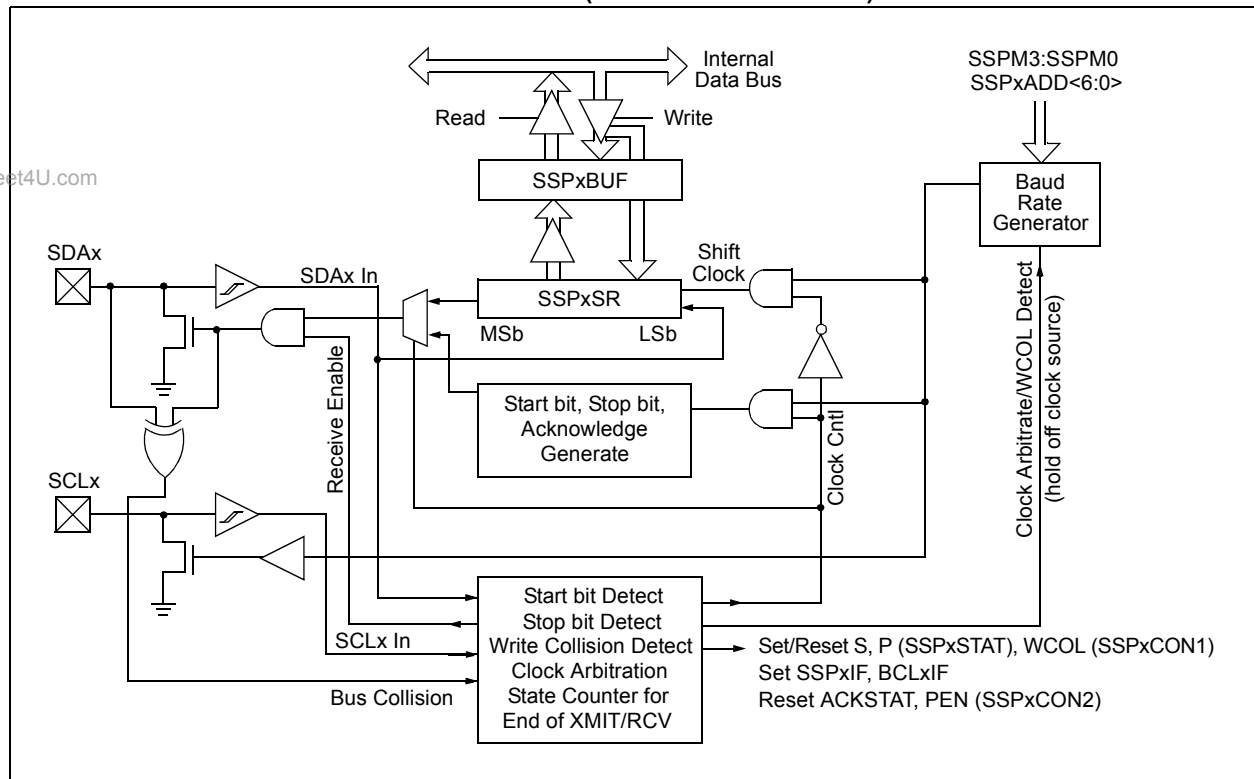 Internal
Data Bus
SSPM3:SSPM0
SSPxADD<6:0>
Read
Write
eet4U.com
SSPxBUF
Baud
Rate
Generator
SDAx
SDAx In
Shift
Clock
SSPxSR
MSb
LSb
Receive Enable
Start bit, Stop bit,
Acknowledge
Generate
Clock Cntl
Clock Arbitrate/WCOL Detect
(hold off clock source)
SCLx
Start bit Detect
Stop bit Detect
Write Collision Detect
Clock Arbitration
State Counter for
End of XMIT/RCV
SCLx In
Bus Collision
Set/Reset S, P (SSPxSTAT), WCOL (SSPxCON1)
Set SSPxIF, BCLxIF
Reset ACKSTAT, PEN (SSPxCON2)